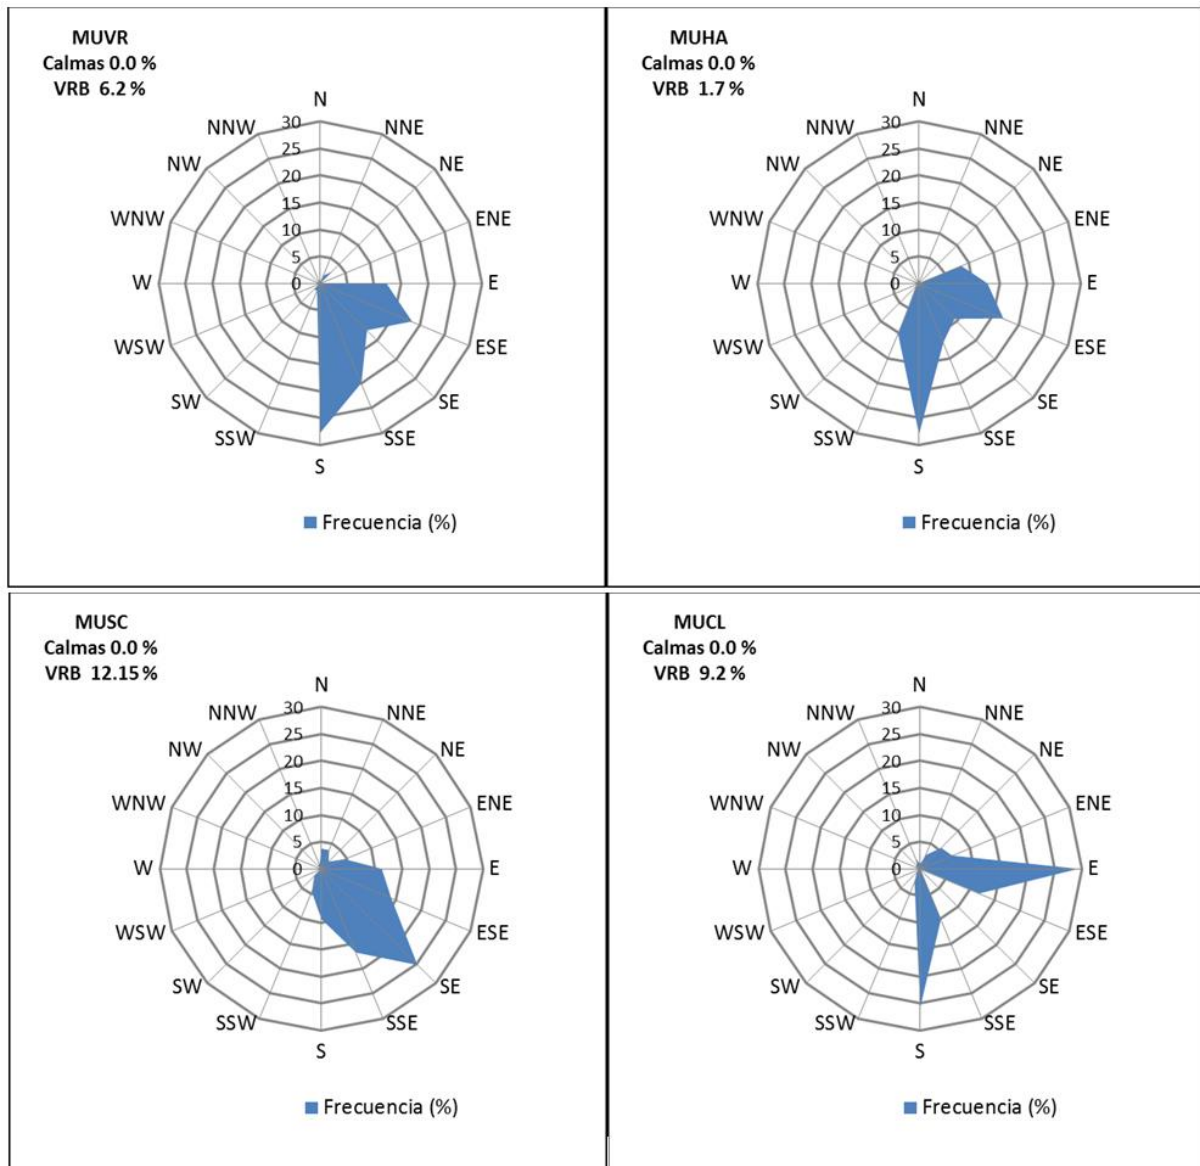 MUVR
Calmas 0.0 %
VRB 6.2 %
N
NNE
NE
ENE
E
ESE
SE
SSE
S
SSW
SW
WSW
W
WNW
NW
NNW
30
25
20
15
10
5
0
Frecuencia (%)
MUHA
Calmas 0.0 %
VRB 1.7 %
N
NNE
NE
ENE
E
ESE
SE
SSE
S
SSW
SW
WSW
W
WNW
NW
NNW
30
25
20
15
10
5
0
Frecuencia (%)
MUSC
Calmas 0.0 %
VRB 12.15 %
N
NNE
NE
ENE
E
ESE
SE
SSE
S
SSW
SW
WSW
W
WNW
NW
NNW
30
25
20
15
10
5
0
Frecuencia (%)
MUCL
Calmas 0.0 %
VRB 9.2 %
N
NNE
NE
ENE
E
ESE
SE
SSE
S
SSW
SW
WSW
W
WNW
NW
NNW
30
25
20
15
10
5
0
Frecuencia (%)